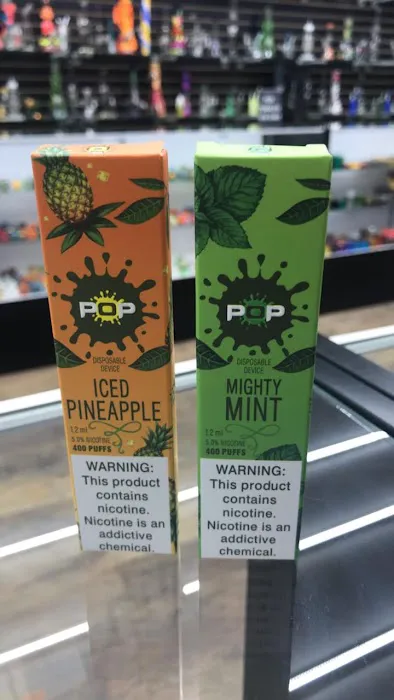 POP
DISPOSABLE
DEVICE
ICED
PINEAPPLE
1.2 ml
5.0% NICOTINE
400 PUFFS
WARNING:
This product
contains
nicotine.
Nicotine is an
addictive
chemical.
POP
DISPOSABLE
DEVICE
MIGHTY
MINT
1.2 ml
5.0% NICOTINE
400 PUFFS
WARNING:
This product
contains
nicotine.
Nicotine is an
addictive
chemical.